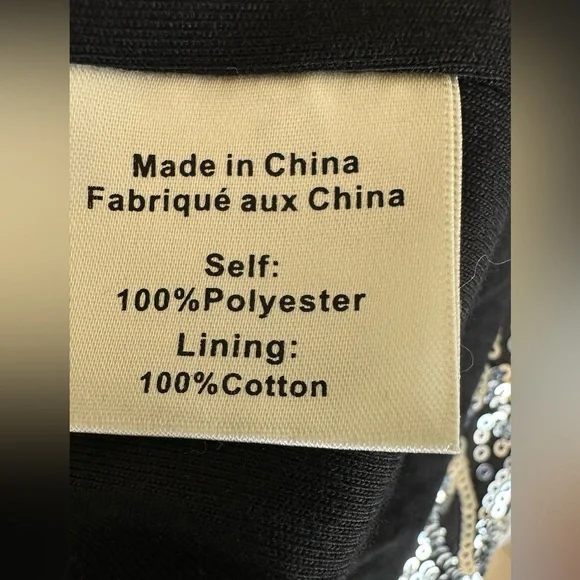 Made in China
Fabriqué aux China
Self:
100%Polyester
Lining:
100%Cotton